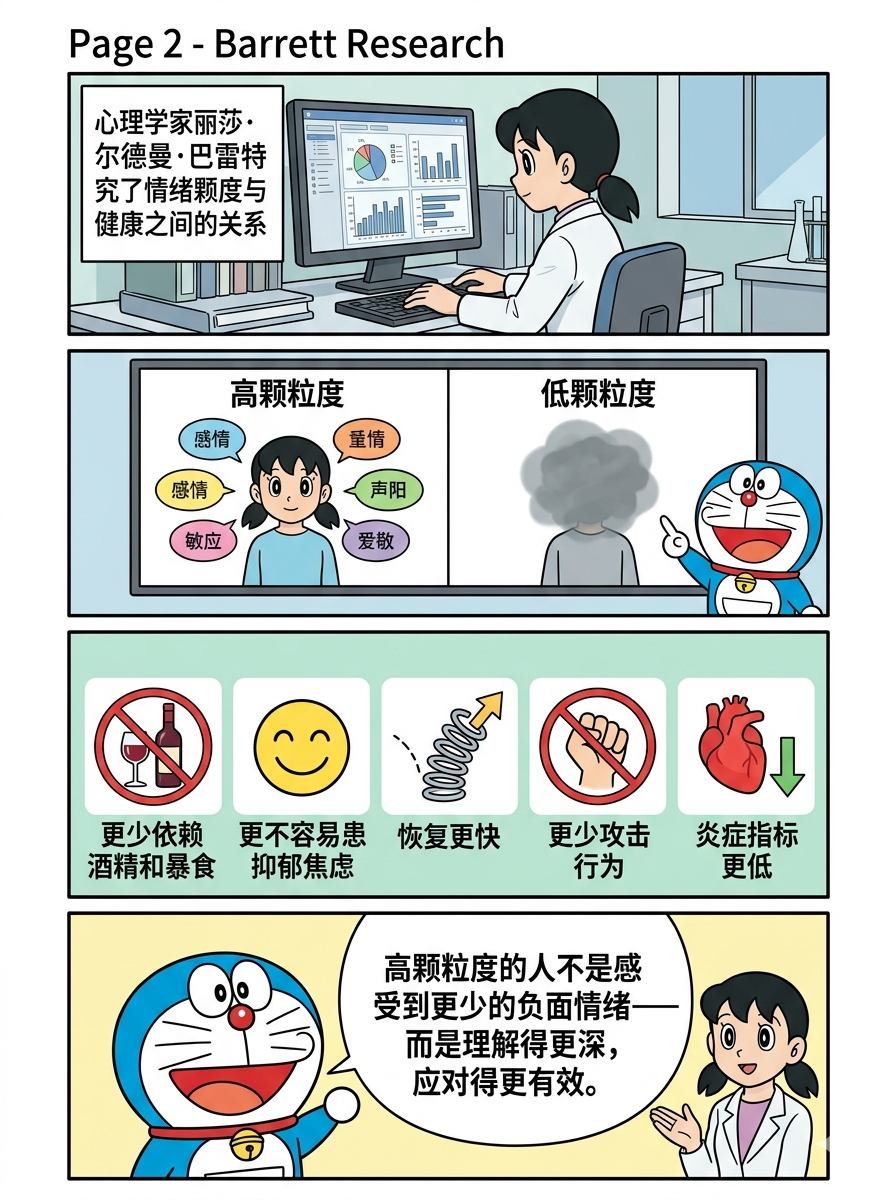 Page 2 - Barrett Research
心理学家丽莎·
尔德曼·巴雷特
究了情绪颗度与
健康之间的关系
高颗粒度
低颗粒度
感情
童情
感情
声阳
敏应
爱敬
更少依赖
酒精和暴食
更不容易患
抑郁焦虑
恢复更快
更少攻击
行为
炎症指标
更低
高颗粒度的人不是感
受到更少的负面情绪——
而是理解得更深，
应对得更有效。